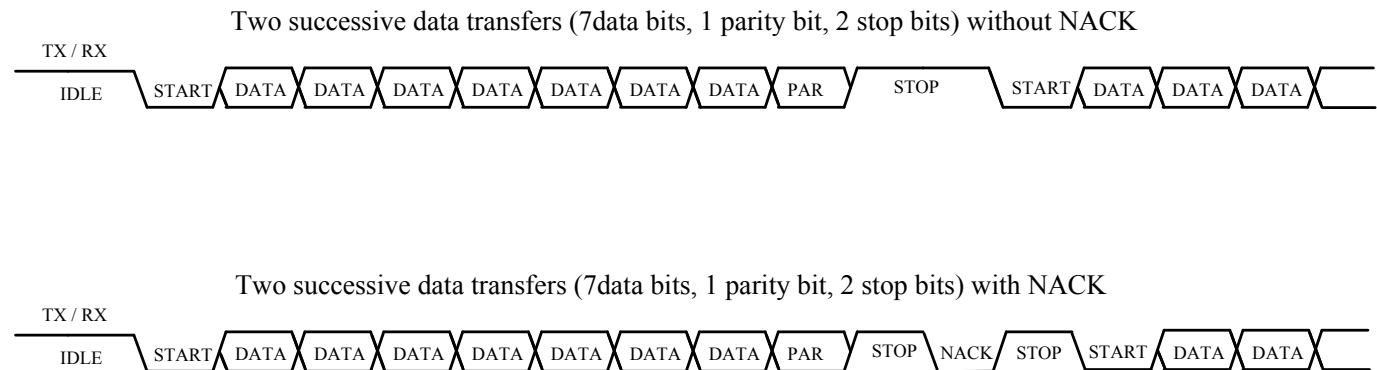 Two successive data transfers (7data bits, 1 parity bit, 2 stop bits) without NACK
TX / RX
IDLE START DATA DATA DATA DATA DATA DATA DATA PAR STOP START DATA DATA DATA
Two successive data transfers (7data bits, 1 parity bit, 2 stop bits) with NACK
TX / RX
IDLE START DATA DATA DATA DATA DATA DATA DATA PAR STOP NACK STOP START DATA DATA